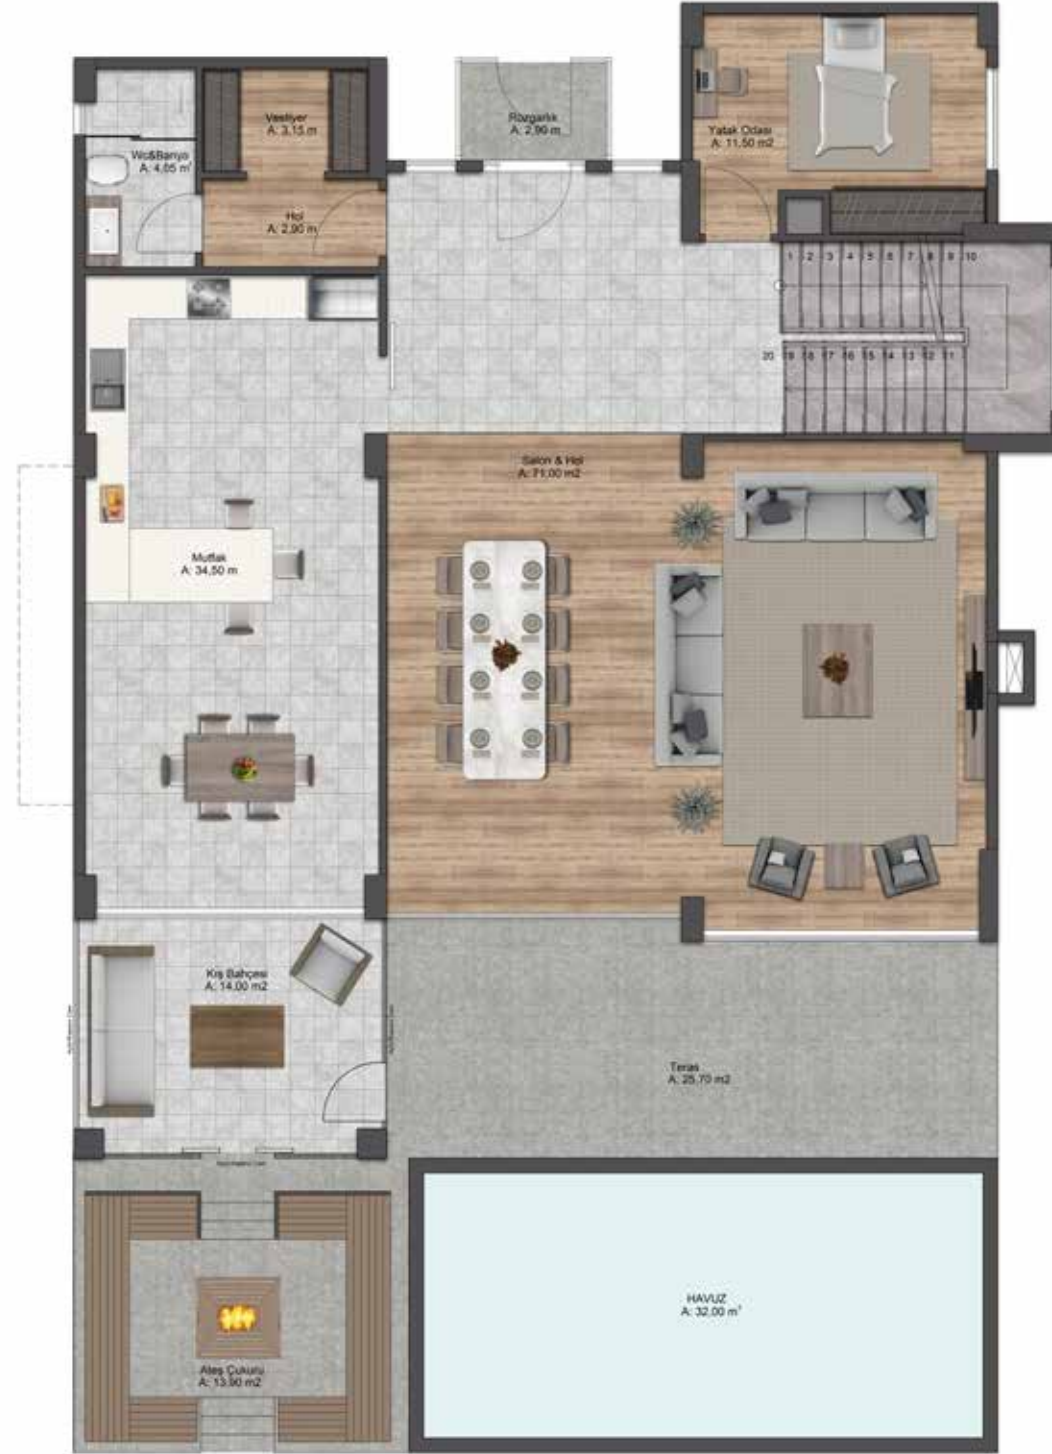 Vestiyer
A: 3,15 m
Rüzgarlık
A: 2,90 m
Yatak Odası
A: 11,50 m2
Wc&Banyo
A: 4,05 m²
Hol
A: 2,90 m
1 2 3 4 5 6 7 8 9 10
20 19 18 17 16 15 14 13 12 11
Salon & Hol
A: 71,00 m2
Mutfak
A: 34,50 m
Kış Bahçesi
A: 14,00 m2
Teras
A: 25,70 m2
HAVUZ
A: 32,00 m²
Ateş Çukuru
A: 13,90 m2